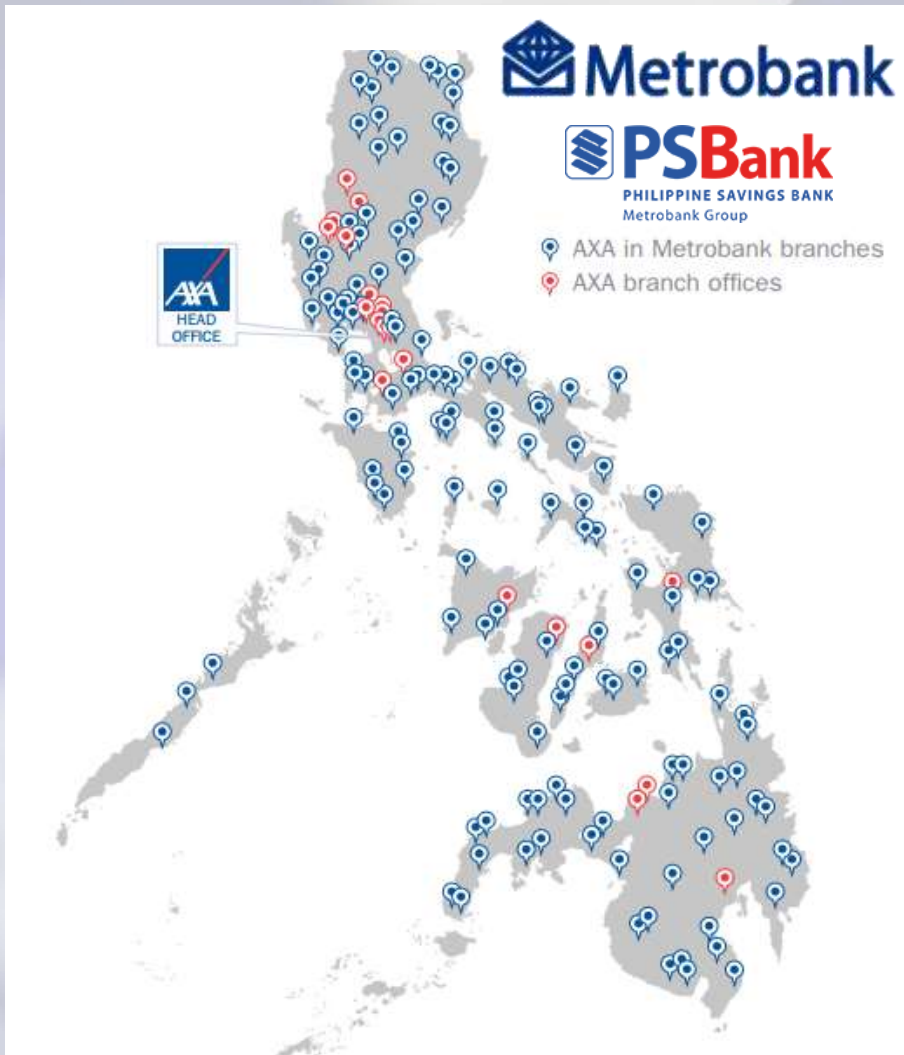 Metrobank
PSBank
PHILIPPINE SAVINGS BANK
Metrobank Group
AXA in Metrobank branches
AXA branch offices
AXA
HEAD
OFFICE